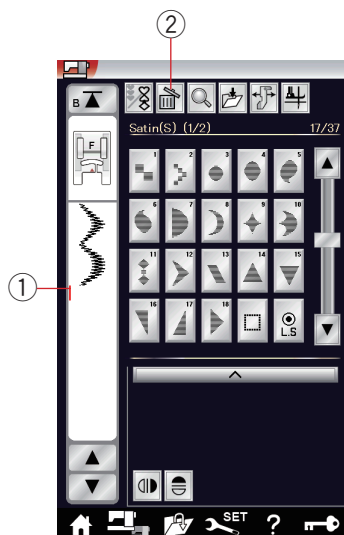 ②
B
F
Satin(S) (1/2) 17/37
1 2 3 4 5
6 7 8 9 10
①
11 12 13 14 15
16 17 18
L.S
SET ?